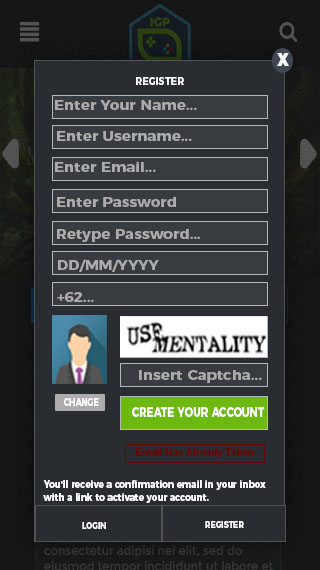 IGP
X
REGISTER
Enter Your Name...
Enter Username...
Enter Email...
Enter Password
Retype Password...
DD/MM/YYYY
+62...
USE MENTALITY
Insert Captcha...
CHANGE
CREATE YOUR ACCOUNT
Email Has Already Taken
You'll receive a confirmation email in your inbox
with a link to activate your account.
LOGIN
REGISTER
consectetur adipisi nel elit, sed do
eiusmod tempor incididunt ut labore et